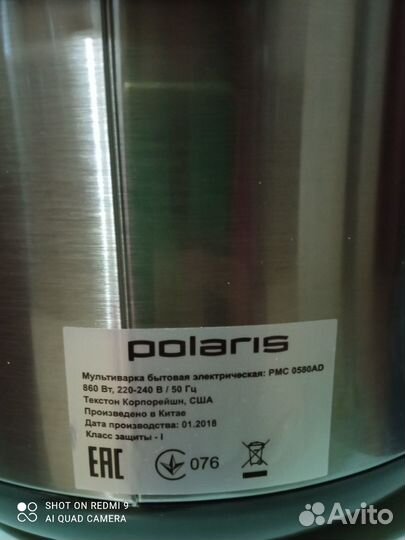 polaris
Мультиварка бытовая электрическая: PMC 0580AD
860 Вт, 220-240 В / 50 Гц
Текстон Корпорейшн, США
Произведено в Китае
Дата производства: 01.2018
Класс защиты - I
EAC 076
SHOT ON REDMI 9
AI QUAD CAMERA
Avito